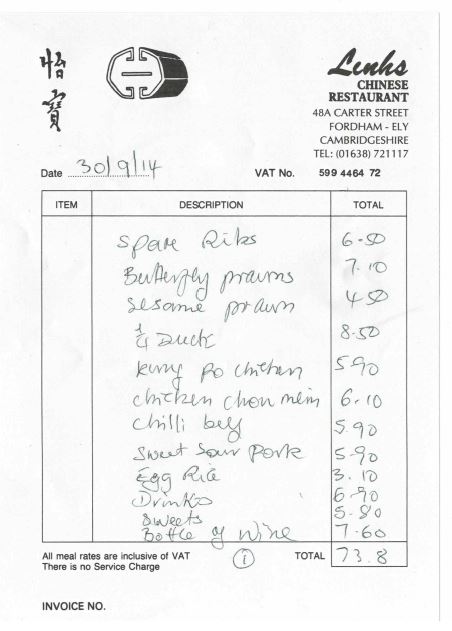 怡
寶
Links
CHINESE
RESTAURANT
48A CARTER STREET
FORDHAM - ELY
CAMBRIDGESHIRE
TEL: (01638) 721117
Date 30/9/14 VAT No. 599 4464 72
ITEM DESCRIPTION TOTAL
Spare Ribs 6-50
Butterfly prawns 7.10
Sesame prawn 4 50
1/4 Duck 8-50
kung po chicken 5-90
chicken chow mein 6-10
chilli beef 5.90
Sweet Sour Pork 5-90
Egg Rice 3.10
Drinks 6-90
Sweets 5-80
Bottle of Wine 7-60
All meal rates are inclusive of VAT TOTAL 73.8
There is no Service Charge
INVOICE NO.